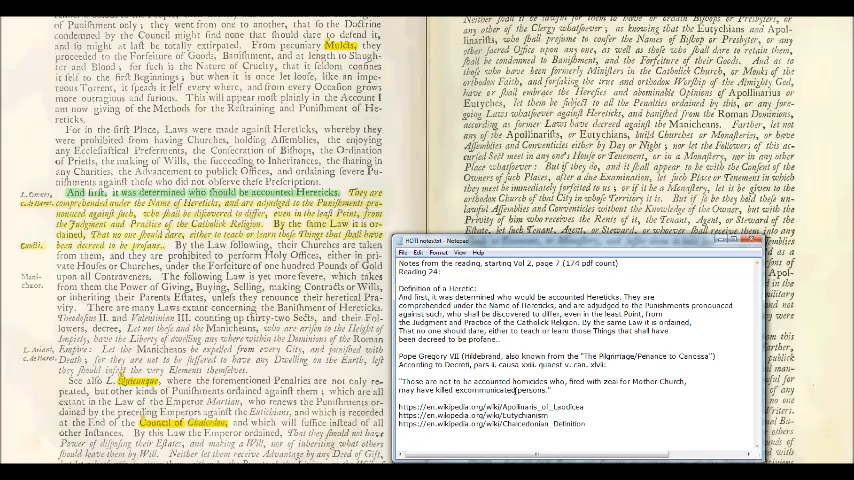 of Punishment only; they went from one to another, that so the Doctrine
condemned by the Council might find none that should dare to defend it,
and so might at last be totally extirpated. From pecuniary Mulcts, they
proceeded to the Forfeiture of Goods, Banishment, and at length to Slaugh-
ter and Blood; for such is the Nature of Cruelty, that it seldom confines
it self to the first Beginnings; but when it is once let loose, like an impe-
tuous Torrent, it spreads it self every where, and from every Occasion grows
more outragious and furious. This will appear most plainly in the Account I
am now giving of the Methods for the Restraining and Punishment of He-
reticks.
For in the first Place, Laws were made against Hereticks, whereby they
were prohibited from having Churches, holding Assemblies, the enjoying
any Ecclesiastical Preferments, the Consecration of Bishops, the Ordination
of Priests, the making of Wills, the succeeding to Inheritances, the sharing in
any Charities, the Advancement to publick Offices, and ordaining severe Pu-
nishments against those who did not observe these Prescriptions.
And first, it was determined who should be accounted Hereticks. They are
comprehended under the Name of Hereticks, and are adjudged to the Punishments pro-
nounced against such, who shall be discovered to differ, even in the least Point, from
the Judgment and Practice of the Catholick Religion. By the same Law it is or-
dained, That no one should dare, either to teach or learn those Things that shall have
been decreed to be profane. By the Law following, their Churches are taken
from them, and they are prohibited to perform Holy Offices, either in pri-
vate Houses or Churches, under the Forfeiture of one hundred Pounds of Gold
upon all Contraveners. The following Law is yet more severe, which takes
from them the Power of Giving, Buying, Selling, making Contracts or Wills,
or inheriting their Parents Estates, unless they renounce their heretical Pra-
vity. There are many Laws extant concerning the Banishment of Hereticks.
Theodosius II. and Valentinian III. counting up thirty-two Sects, and their Fol-
lowers, decree, Let not these and the Manicheans, who are arisen to the Height of
Impiety, have the Liberty of dwelling any where within the Dominions of the Roman
Empire: Let the Manicheans be expelled from every City, and punished with
Death; for they are not to be suffered to have any Dwelling on the Earth, lest
they should infect the very Elements themselves.
See also L. Quicunque, where the forementioned Penalties are not only re-
peated, but other kinds of Punishment ordained against them; which are all
extant in the Law of the Emperor Martian, who renews the Punishments or-
dained by the preceding Emperors against the Eutichians, and which is recorded
at the End of the Council of Chalcedon, and which will suffice instead of all
other Instances. By this Law the Emperor ordained, That they should not have
Power of disposing their Estates, and making a Will, nor of inheriting what
Mani-
chæor.
Neither shall it be lawful for them to have or ordain Bishops or Presbyters, or
any other of the Clergy whatsoever; as knowing that the Eutychians and Apol-
linarists, who shall presume to confer the Names of Bishop or Presbyter, or
any other sacred Office upon any one, as well as those who shall dare to retain them,
shall be condemned to Banishment, and the Forfeiture of their Goods. And as to
those who have been formerly Ministers in the Catholick Church, or Monks of the
orthodox Faith, and forsaking the true and orthodox Worship of the Almighty God,
have or shall embrace the Heresies and abominable Opinions of Apollinarius or
Eutyches, let them be subject to all the Penalties ordained by this, or any fore-
going Laws whatsoever against Hereticks, and banished from the Roman Dominions,
according as former Laws have decreed against the Manicheans. Farther, let not
any of the Apollinarists, or Eutychians, build Churches or Monasteries, or have
Assemblies and Conventicles either by Day or Night; nor let the Followers of this ac-
cursed Sect meet in any one's House or Tenement, or in a Monastery, nor in any other
Place whatsoever. But if they do, and it shall appear to be with the Consent of the
Owners of such Places, after a due Examination, let such Place or Tenement in which
they meet be immediately forfeited to us; or if it be a Monastery, let it be given to the
orthodox Church of that City in whose Territory it is. But if so be they hold these un-
lawful Assemblies and Conventicles without the Knowledge of the Owner, but with the
Privity of him who receives the Rents of it, the Tenant, Agent, or Steward of the
HOTI notes.txt - Notepad
File Edit Format View Help
Notes from the reading, starting Vol 2, page 7 (174 pdf count)
Reading 24:
Definition of a Heretic:
And first, it was determined who would be accounted Hereticks. They are
comprehended under the Name of Hereticks, and are adjudged to the Punishments pronounced
against such, who shall be discovered to differ, even in the least Point, from
the Judgment and Practice of the Catholick Religion. By the same Law it is ordained,
That no one should dare, either to teach or learn those Things that shall have
been decreed to be profane..
Pope Gregory VII (Hildebrand, also known from the "The Pilgrimage/Penance to Canossa")
According to Decreti, pars ii. causa xxii. quaest v. can. xlvii:
"Those are not to be accounted homicides who, fired with zeal for Mother Church,
may have killed excommunicated persons."
https://en.wikipedia.org/wiki/Apollinaris_of_Laodicea
https://en.wikipedia.org/wiki/Eutychianism
https://en.wikipedia.org/wiki/Chalcedonian_Definition